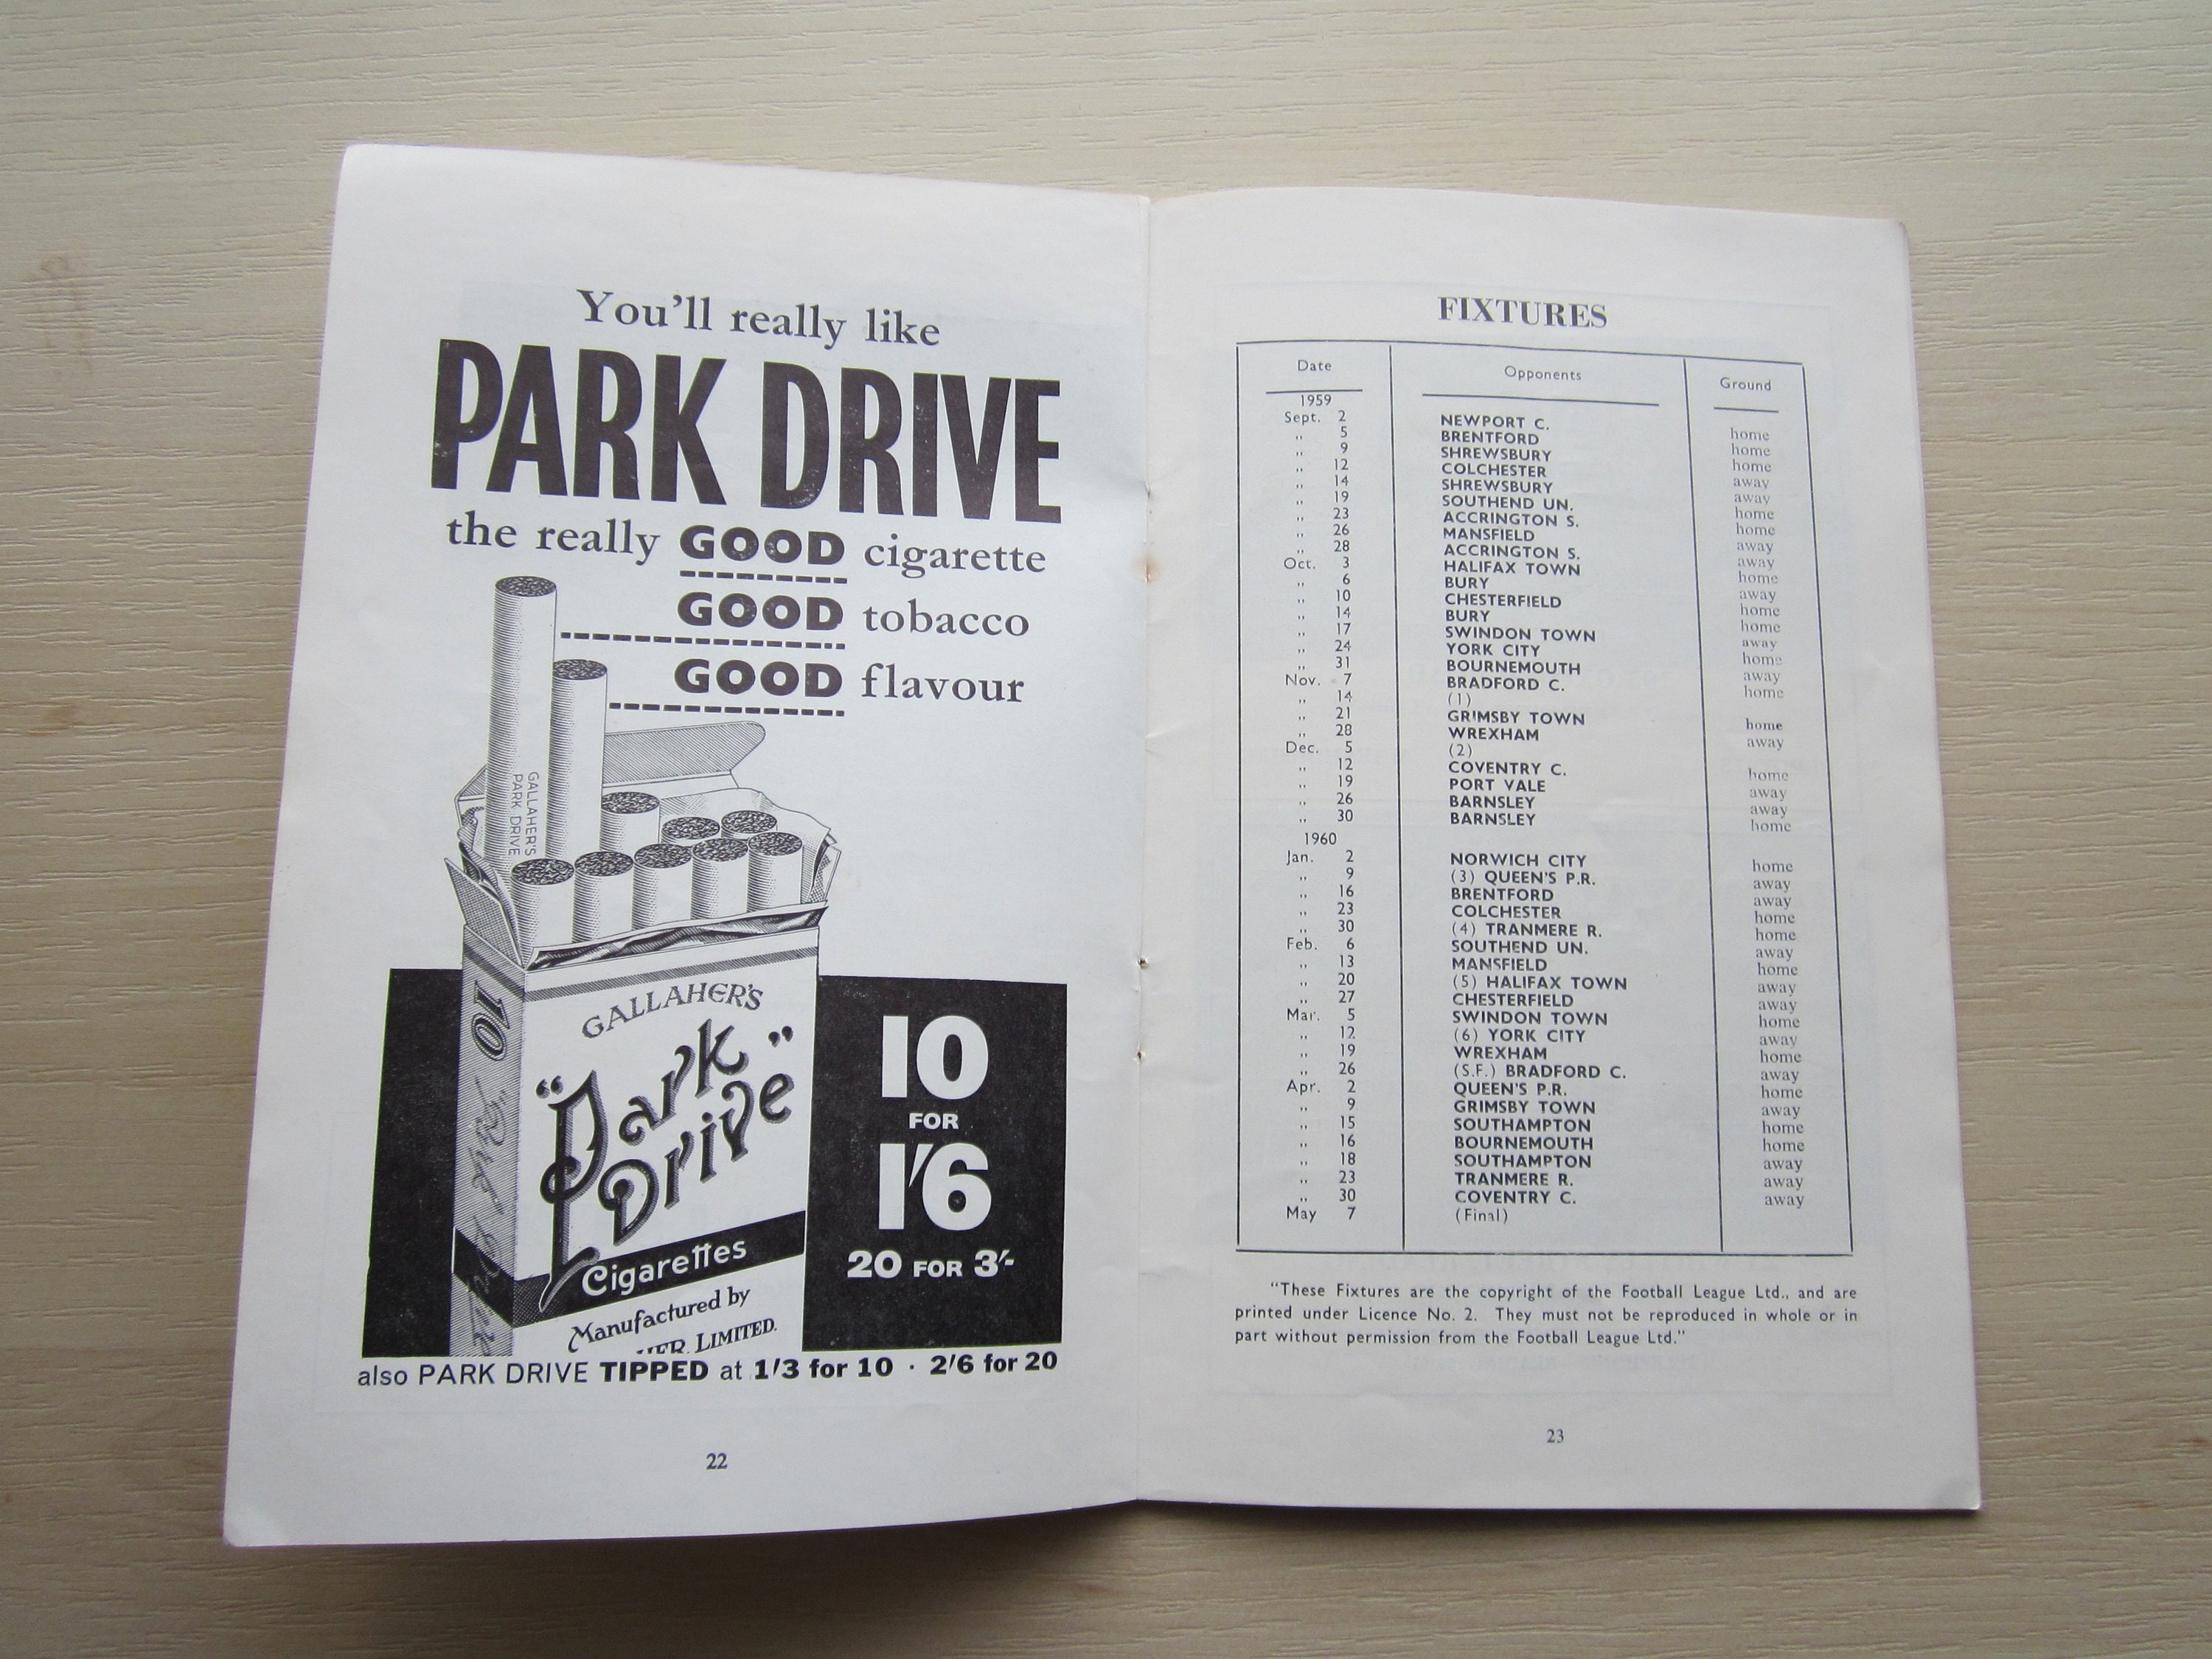 You'll really like
PARK DRIVE
the really GOOD cigarette
GOOD tobacco
GOOD flavour
GALLAHER'S
PARK DRIVE
10
GALLAHER'S
"Park
Drive"
Cigarettes
Manufactured by
LIMITED.
10
FOR
1'6
20 FOR 3'-
also PARK DRIVE TIPPED at 1'3 for 10 · 2'6 for 20
22
FIXTURES
Date Opponents Ground
1959
Sept. 2 NEWPORT C. home
,, 5 BRENTFORD home
,, 9 SHREWSBURY home
,, 12 COLCHESTER away
,, 14 SHREWSBURY away
,, 19 SOUTHEND UN. home
,, 23 ACCRINGTON S. home
,, 26 MANSFIELD away
,, 28 ACCRINGTON S. away
Oct. 3 HALIFAX TOWN home
,, 6 BURY away
,, 10 CHESTERFIELD home
,, 14 BURY home
,, 17 SWINDON TOWN away
,, 24 YORK CITY home
,, 31 BOURNEMOUTH away
Nov. 7 BRADFORD C. home
,, 14 (1)
,, 21 GRIMSBY TOWN home
,, 28 WREXHAM away
Dec. 5 (2)
,, 12 COVENTRY C. home
,, 19 PORT VALE away
,, 26 BARNSLEY away
,, 30 BARNSLEY home
1960
Jan. 2 NORWICH CITY home
,, 9 (3) QUEEN'S P.R. away
,, 16 BRENTFORD away
,, 23 COLCHESTER home
,, 30 (4) TRANMERE R. home
Feb. 6 SOUTHEND UN. away
,, 13 MANSFIELD home
,, 20 (5) HALIFAX TOWN away
,, 27 CHESTERFIELD away
Mar. 5 SWINDON TOWN home
,, 12 (6) YORK CITY away
,, 19 WREXHAM home
,, 26 (S.F.) BRADFORD C. away
Apr. 2 QUEEN'S P.R. home
,, 9 GRIMSBY TOWN away
,, 15 SOUTHAMPTON home
,, 16 BOURNEMOUTH home
,, 18 SOUTHAMPTON away
,, 23 TRANMERE R. away
,, 30 COVENTRY C. away
May 7 (Final)
"These Fixtures are the copyright of the Football League Ltd., and are
printed under Licence No. 2. They must not be reproduced in whole or in
part without permission from the Football League Ltd."
23